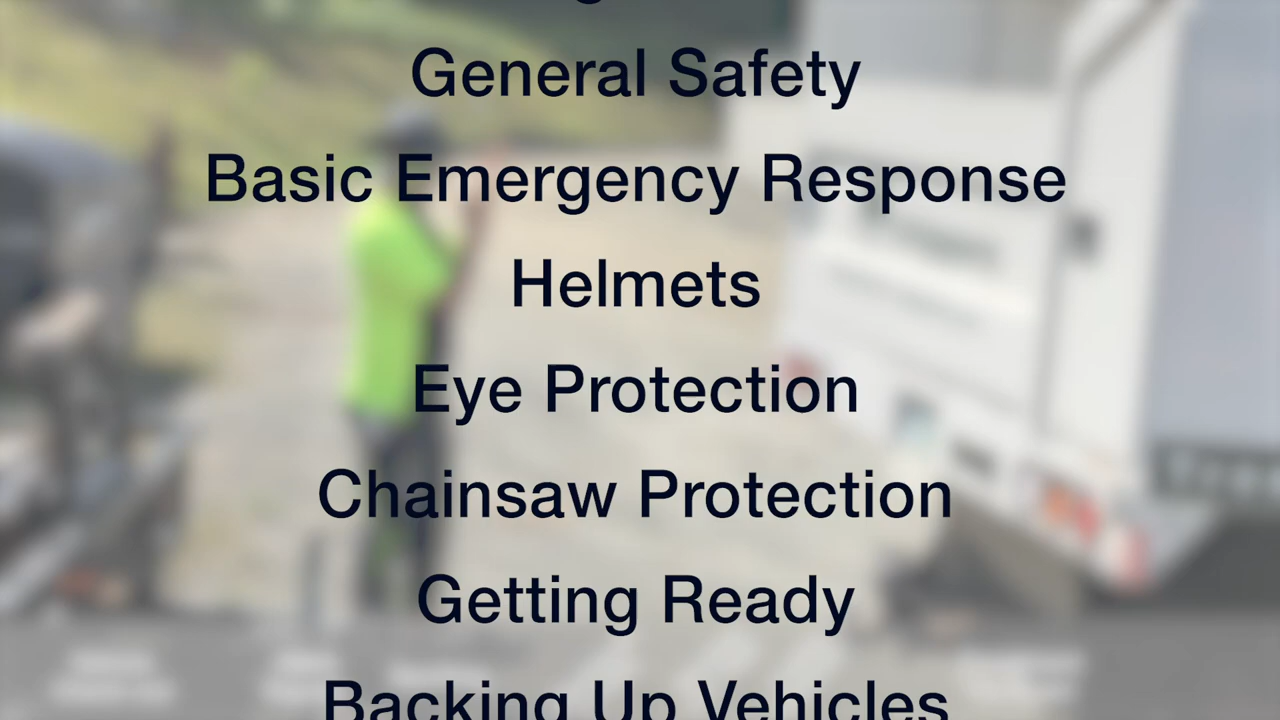 General Safety
Basic Emergency Response
Helmets
Eye Protection
Chainsaw Protection
Getting Ready
Backing Up Vehicles